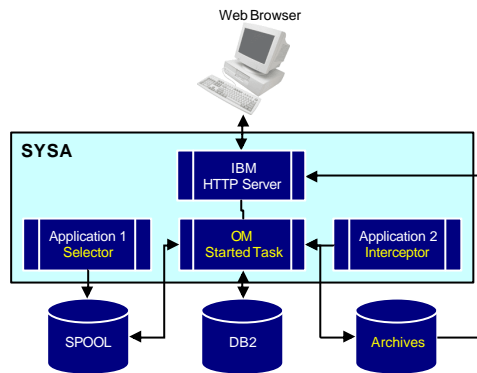 Web Browser
SYSA
IBM
HTTP Server
Application 1
Selector
OM
Started Task
Application 2
Interceptor
SPOOL
DB2
Archives